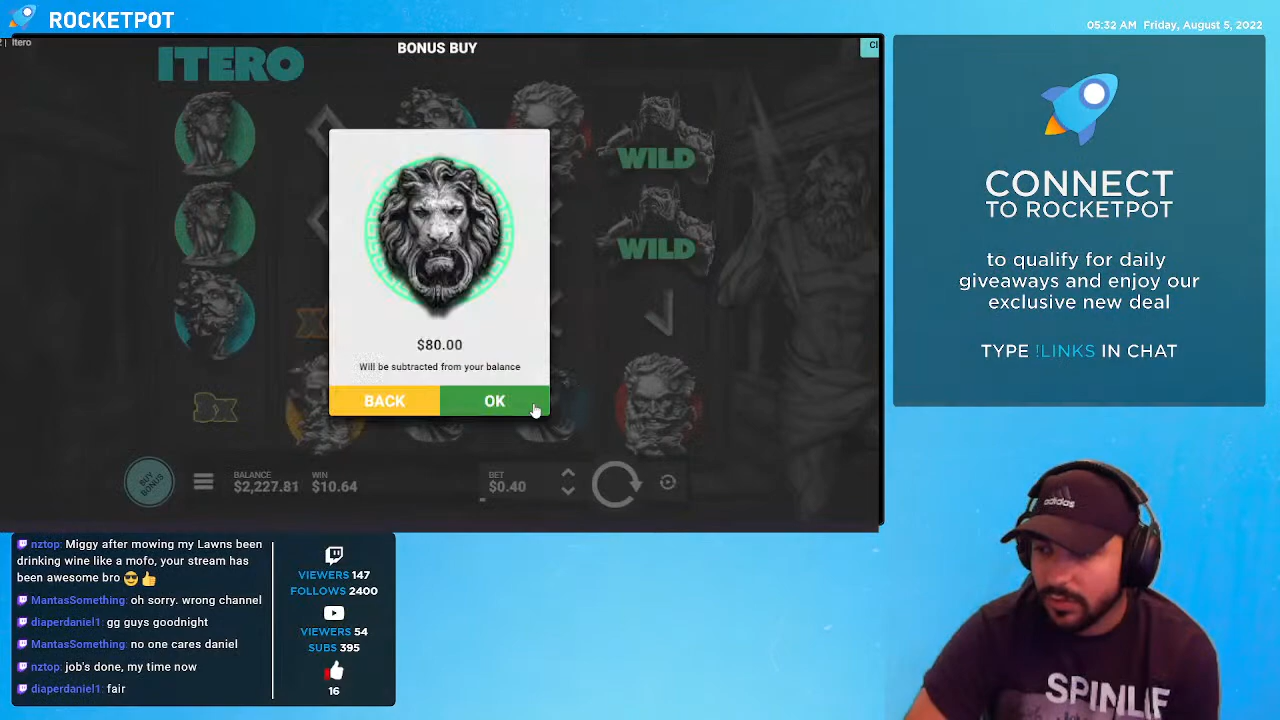 ROCKETPOT
05:32 AM Friday, August 5, 2022
Itero
ITERO
BONUS BUY
WILD
WILD
3x
$80.00
Will be subtracted from your balance
BACK
OK
BUY
BONUS
BALANCE
$2,227.81
WIN
$10.64
BET
$0.40
CONNECT
TO ROCKETPOT
to qualify for daily
giveaways and enjoy our
exclusive new deal
TYPE !LINKS IN CHAT
nztop: Miggy after mowing my Lawns been
drinking wine like a mofo, your stream has
been awesome bro 😎👍
MantasSomething: oh sorry. wrong channel
diaperdaniel1: gg guys goodnight
MantasSomething: no one cares daniel
nztop: job's done, my time now
diaperdaniel1: fair
VIEWERS 147
FOLLOWS 2400
VIEWERS 54
SUBS 395
16
adidas